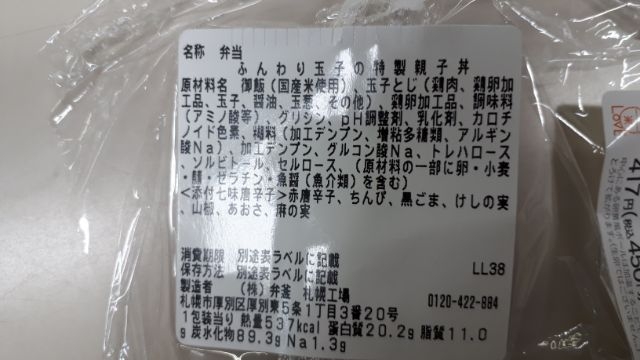 名称 弁当
ふんわり玉子の特製親子丼
原材料名 御飯(国産米使用)、玉子とじ(鶏肉、鶏卵加
工品、玉子、醤油、玉葱、その他)、鶏卵加工品、調味料
(アミノ酸等)、グリシン、pH調整剤、乳化剤、カロチ
ノイド色素、糊料(加工デンプン、増粘多糖類、アルギン
酸Na)、加工デンプン、グルコン酸Na、トレハロース
、ソルビトール、セルロース、(原材料の一部に卵・小麦
・鶏・ゼラチン・魚醤(魚介類)を含む)
<添付七味唐辛子>赤唐辛子、ちんぴ、黒ごま、けしの実
、山椒、あおさ、麻の実
消費期限 別途表ラベルに記載
保存方法 別途表ラベルに記載 LL38
製造者 (株)弁釜 札幌工場
札幌市厚別区厚別東5条1丁目3番20号 0120-422-884
1包装当り 熱量537kcal 蛋白質20.2g 脂質11.0
g 炭水化物89.3g Na1.3g
LOVE
417円(税込450